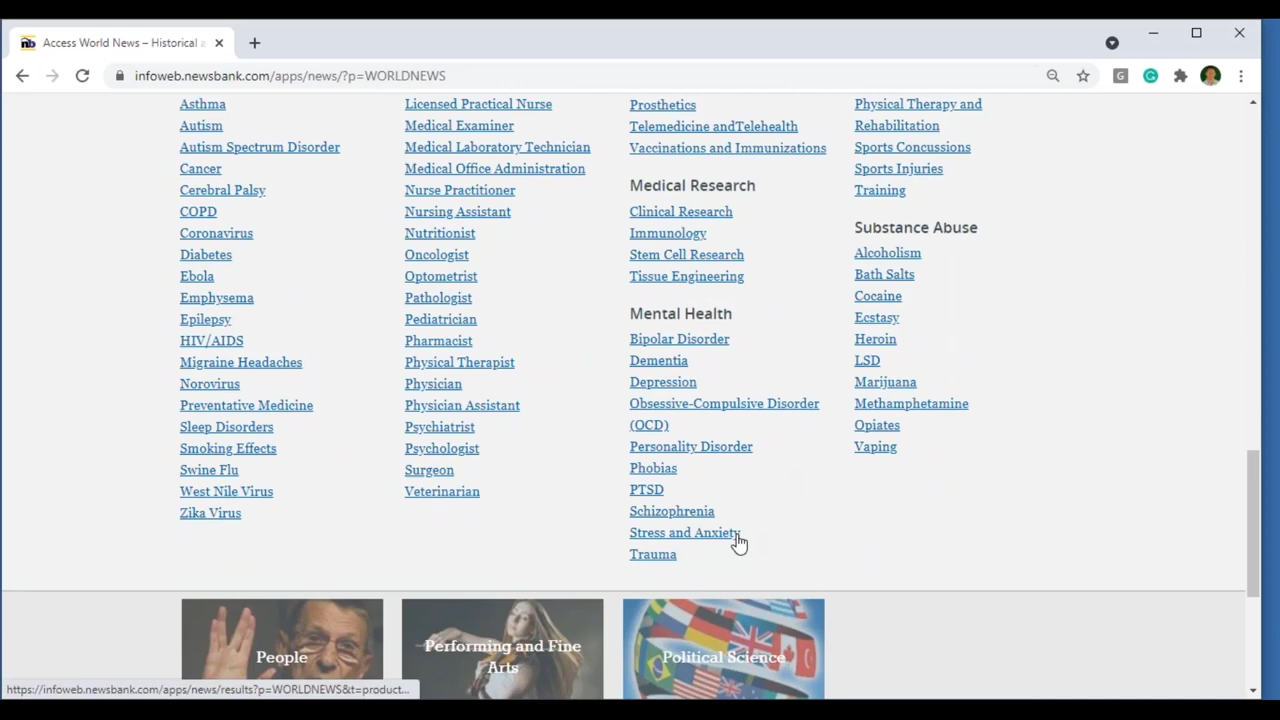 Access World News – Historical a
infoweb.newsbank.com/apps/news/?p=WORLDNEWS
Asthma
Autism
Autism Spectrum Disorder
Cancer
Cerebral Palsy
COPD
Coronavirus
Diabetes
Ebola
Emphysema
Epilepsy
HIV/AIDS
Migraine Headaches
Norovirus
Preventative Medicine
Sleep Disorders
Smoking Effects
Swine Flu
West Nile Virus
Zika Virus
Licensed Practical Nurse
Medical Examiner
Medical Laboratory Technician
Medical Office Administration
Nurse Practitioner
Nursing Assistant
Nutritionist
Oncologist
Optometrist
Pathologist
Pediatrician
Pharmacist
Physical Therapist
Physician
Physician Assistant
Psychiatrist
Psychologist
Surgeon
Veterinarian
Prosthetics
Telemedicine andTelehealth
Vaccinations and Immunizations
Medical Research
Clinical Research
Immunology
Stem Cell Research
Tissue Engineering
Mental Health
Bipolar Disorder
Dementia
Depression
Obsessive-Compulsive Disorder
(OCD)
Personality Disorder
Phobias
PTSD
Schizophrenia
Stress and Anxiety
Trauma
Physical Therapy and
Rehabilitation
Sports Concussions
Sports Injuries
Training
Substance Abuse
Alcoholism
Bath Salts
Cocaine
Ecstasy
Heroin
LSD
Marijuana
Methamphetamine
Opiates
Vaping
People
Performing and Fine
Arts
Political Science
https://infoweb.newsbank.com/apps/news/results?p=WORLDNEWS&t=product...